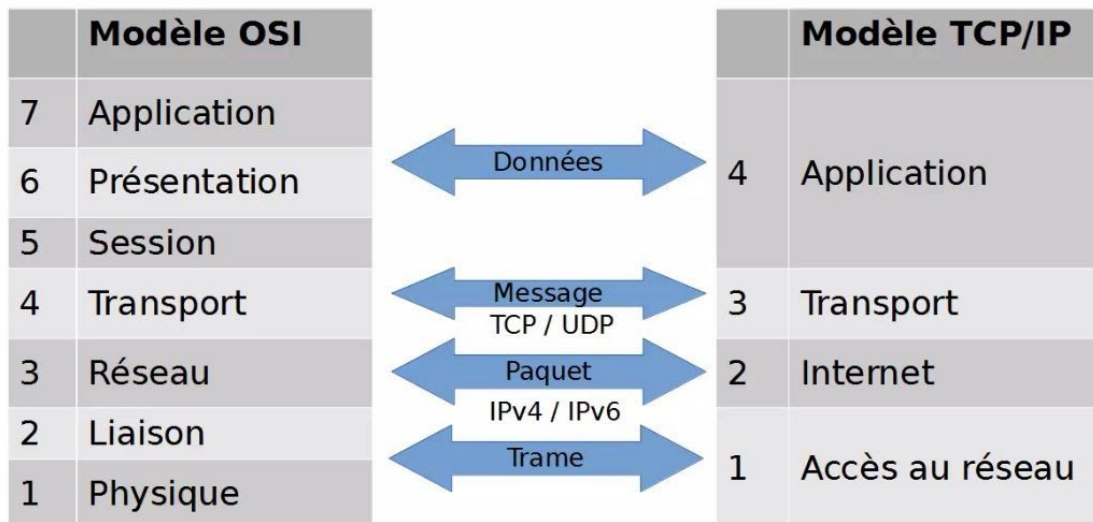 Modèle OSI
7 Application
6 Présentation
5 Session
4 Transport
3 Réseau
2 Liaison
1 Physique
Données
Message
TCP / UDP
Paquet
IPv4 / IPv6
Trame
Modèle TCP/IP
4 Application
3 Transport
2 Internet
1 Accès au réseau